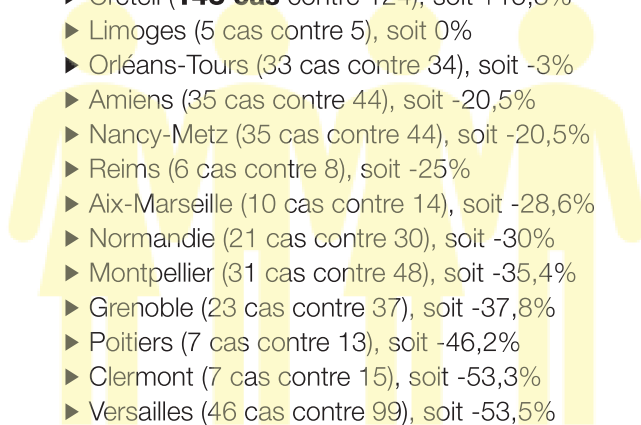 ▶ Limoges (5 cas contre 5), soit 0%
▶ Orléans-Tours (33 cas contre 34), soit -3%
▶ Amiens (35 cas contre 44), soit -20,5%
▶ Nancy-Metz (35 cas contre 44), soit -20,5%
▶ Reims (6 cas contre 8), soit -25%
▶ Aix-Marseille (10 cas contre 14), soit -28,6%
▶ Normandie (21 cas contre 30), soit -30%
▶ Montpellier (31 cas contre 48), soit -35,4%
▶ Grenoble (23 cas contre 37), soit -37,8%
▶ Poitiers (7 cas contre 13), soit -46,2%
▶ Clermont (7 cas contre 15), soit -53,3%
▶ Versailles (46 cas contre 99), soit -53,5%